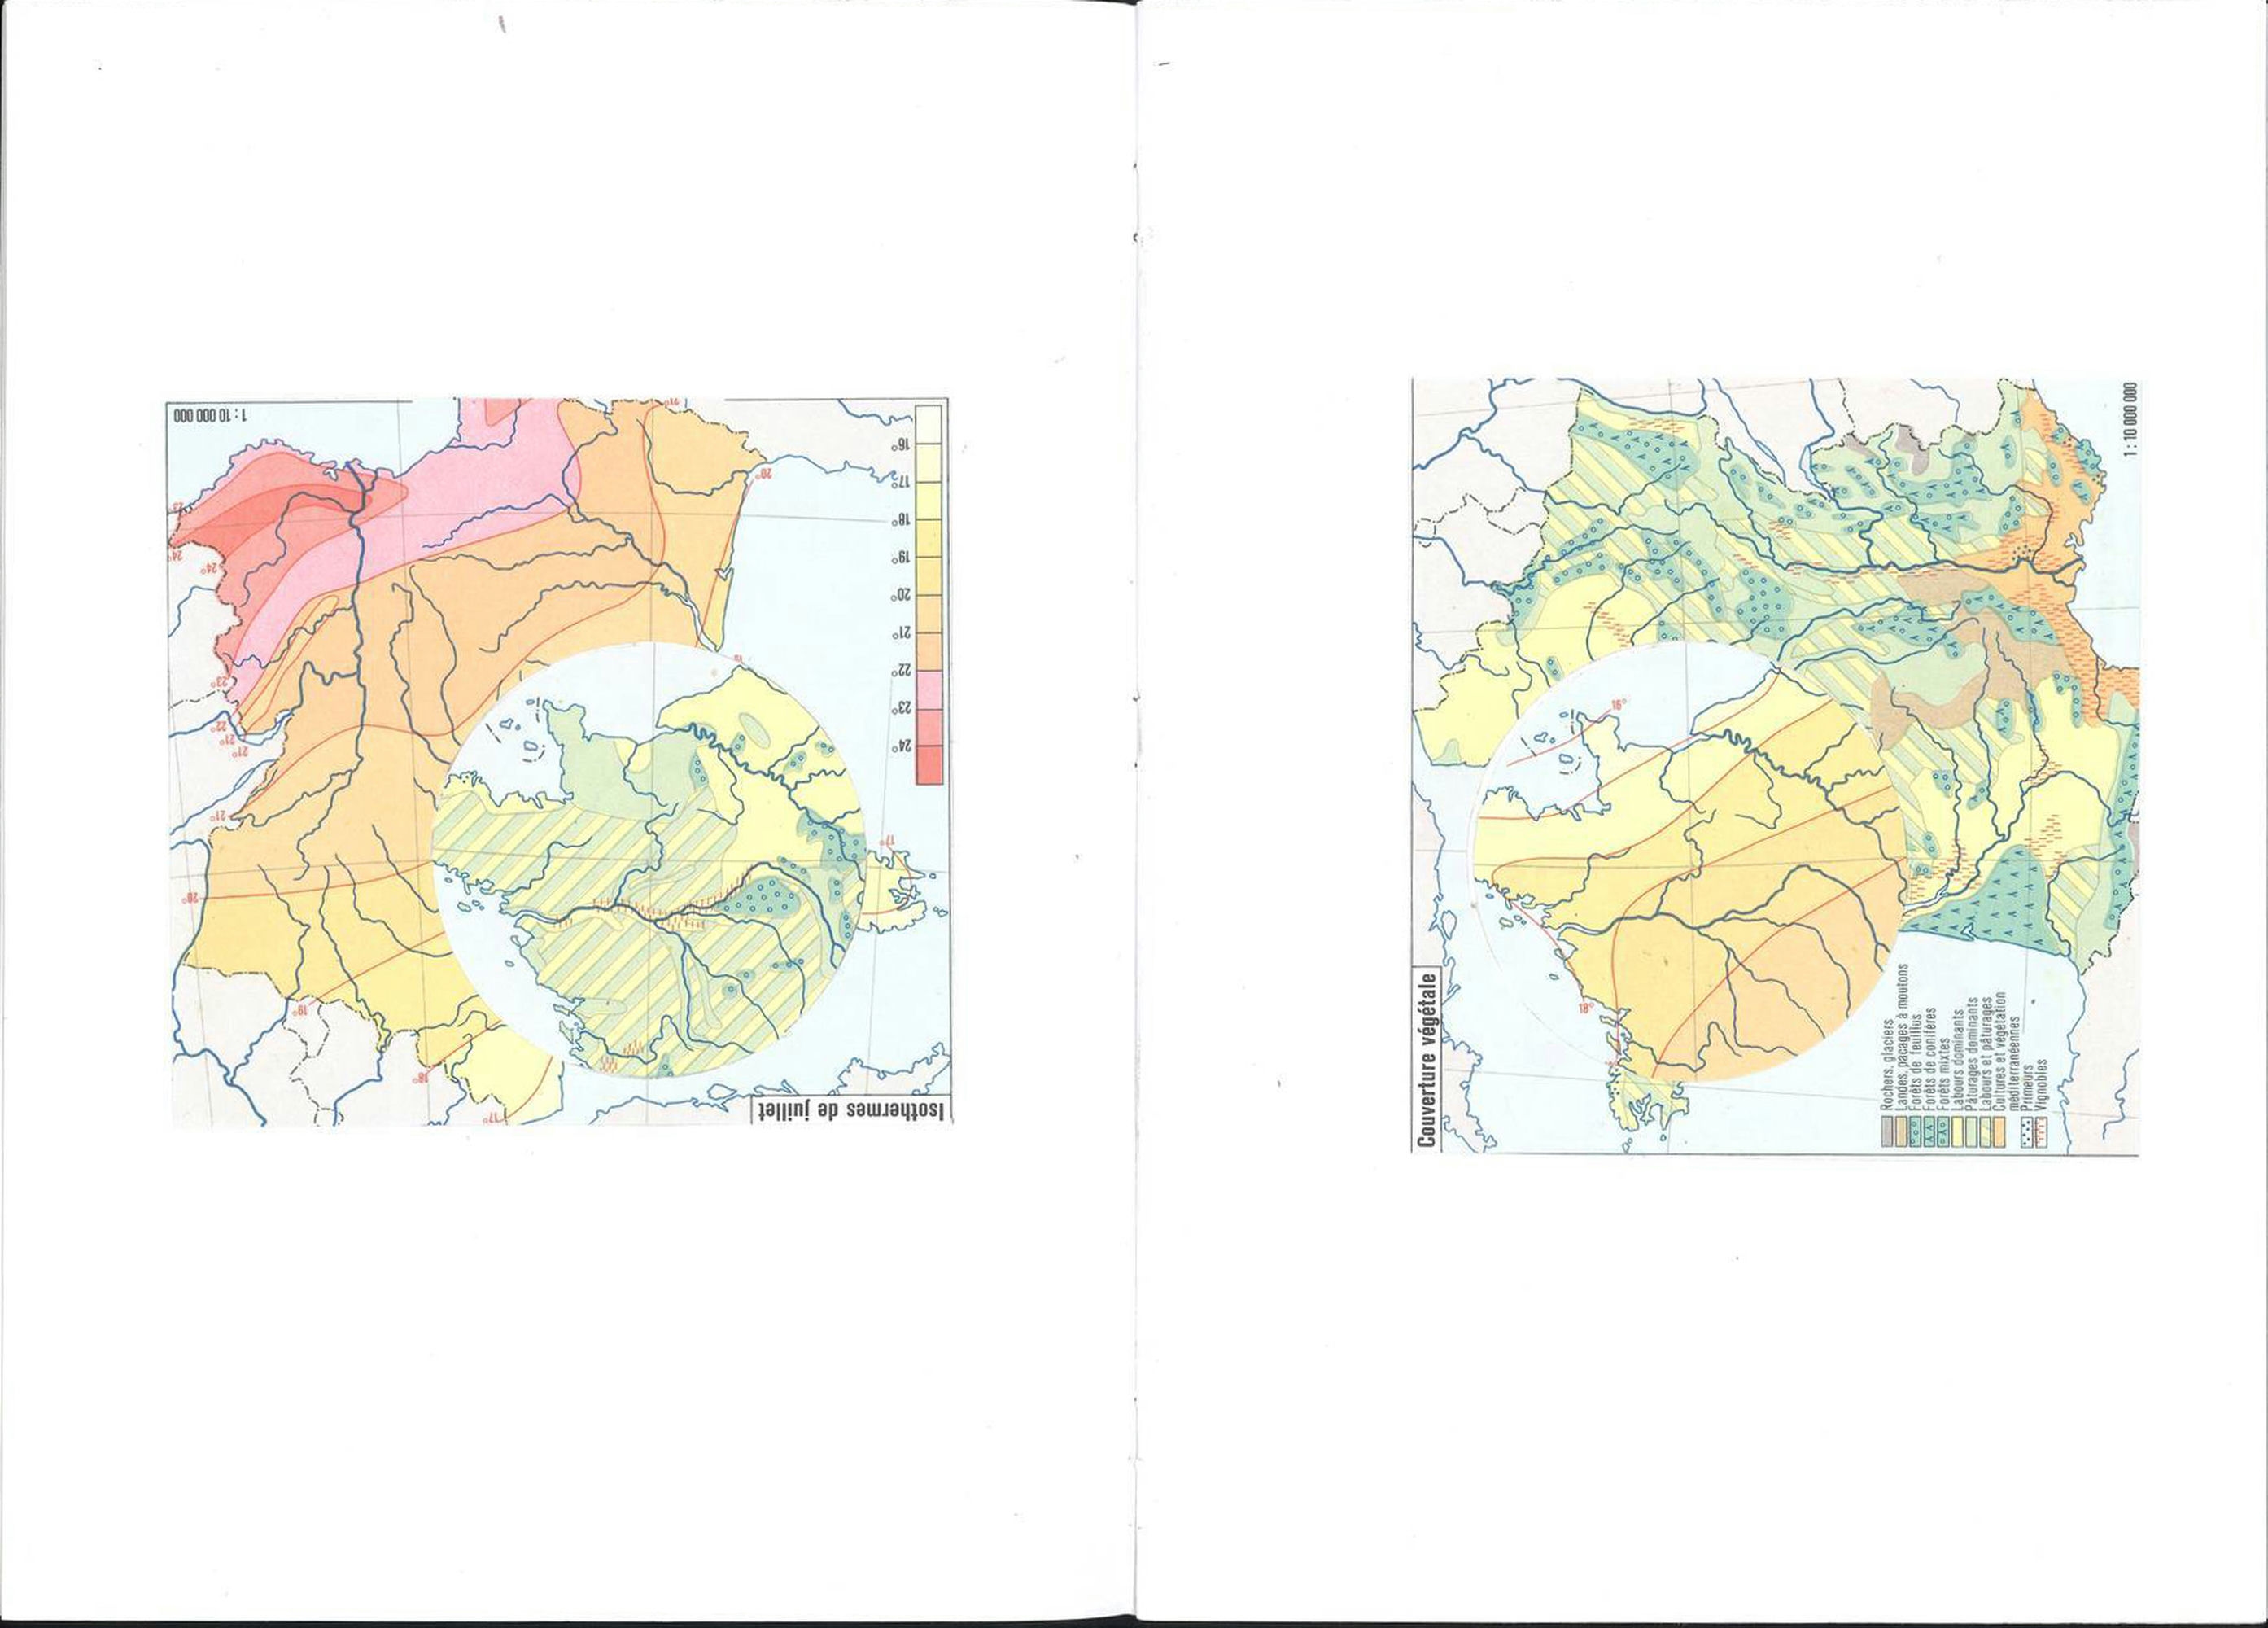 1 : 10 000 000
16°
17°
18°
19°
20°
21°
22°
23°
24°
21°
20°
23°
24°
24°
23°
22°
21°
21°
21°
20°
19°
18°
17°
17°
Isothermes de juillet
1 : 10 000 000
16°
18°
Couverture végétale
Rochers, glaciers
Landes, pacages à moutons
Forêts de feuillus
Forêts de conifères
Forêts mixtes
Labours dominants
Pâturages dominants
Labours et pâturages
Cultures et végétation
méditerranéennes
Primeurs
Vignobles